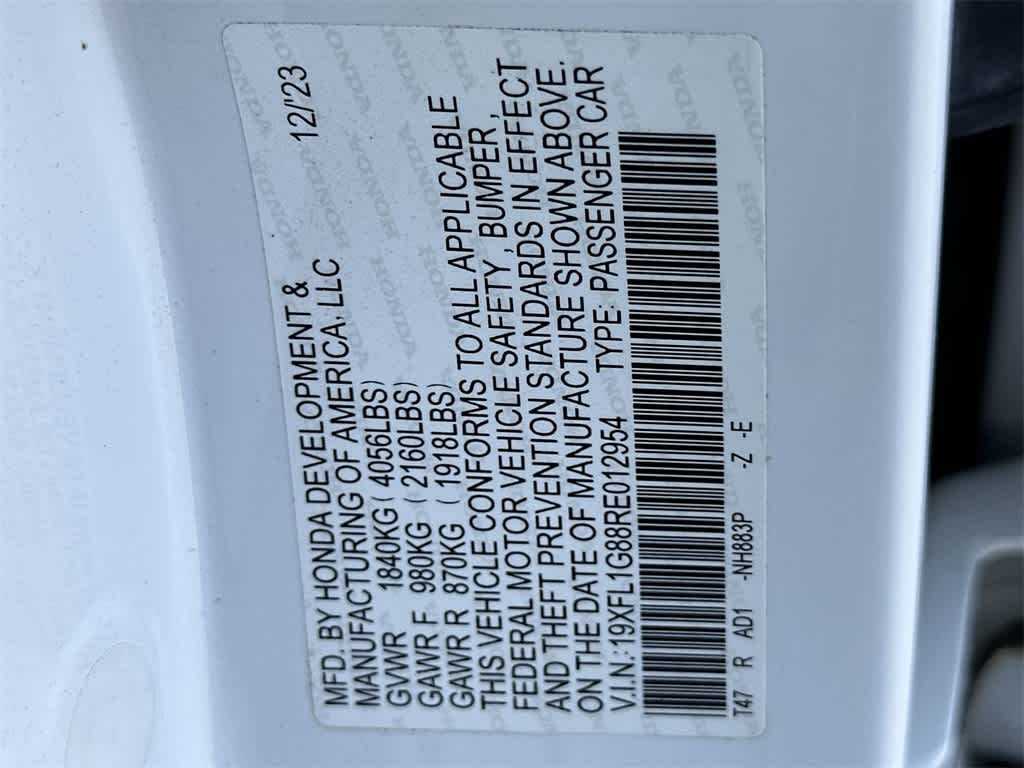 MFD. BY HONDA DEVELOPMENT & 12/'23
MANUFACTURING OF AMERICA, LLC
GVWR 1840KG ( 4056LBS)
GAWR F 980KG ( 2160LBS)
GAWR R 870KG ( 1918LBS)
THIS VEHICLE CONFORMS TO ALL APPLICABLE
FEDERAL MOTOR VEHICLE SAFETY, BUMPER,
AND THEFT PREVENTION STANDARDS IN EFFECT
ON THE DATE OF MANUFACTURE SHOWN ABOVE.
V.I.N.:19XFL1G88RE012954 TYPE: PASSENGER CAR
T47 R AD1 -NH883P -Z -E